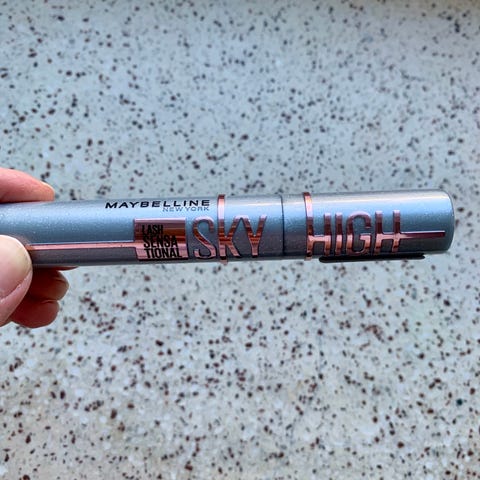 MAYBELLINE
NEW YORK
LASH
SENSA
TIONAL
SKY HIGH